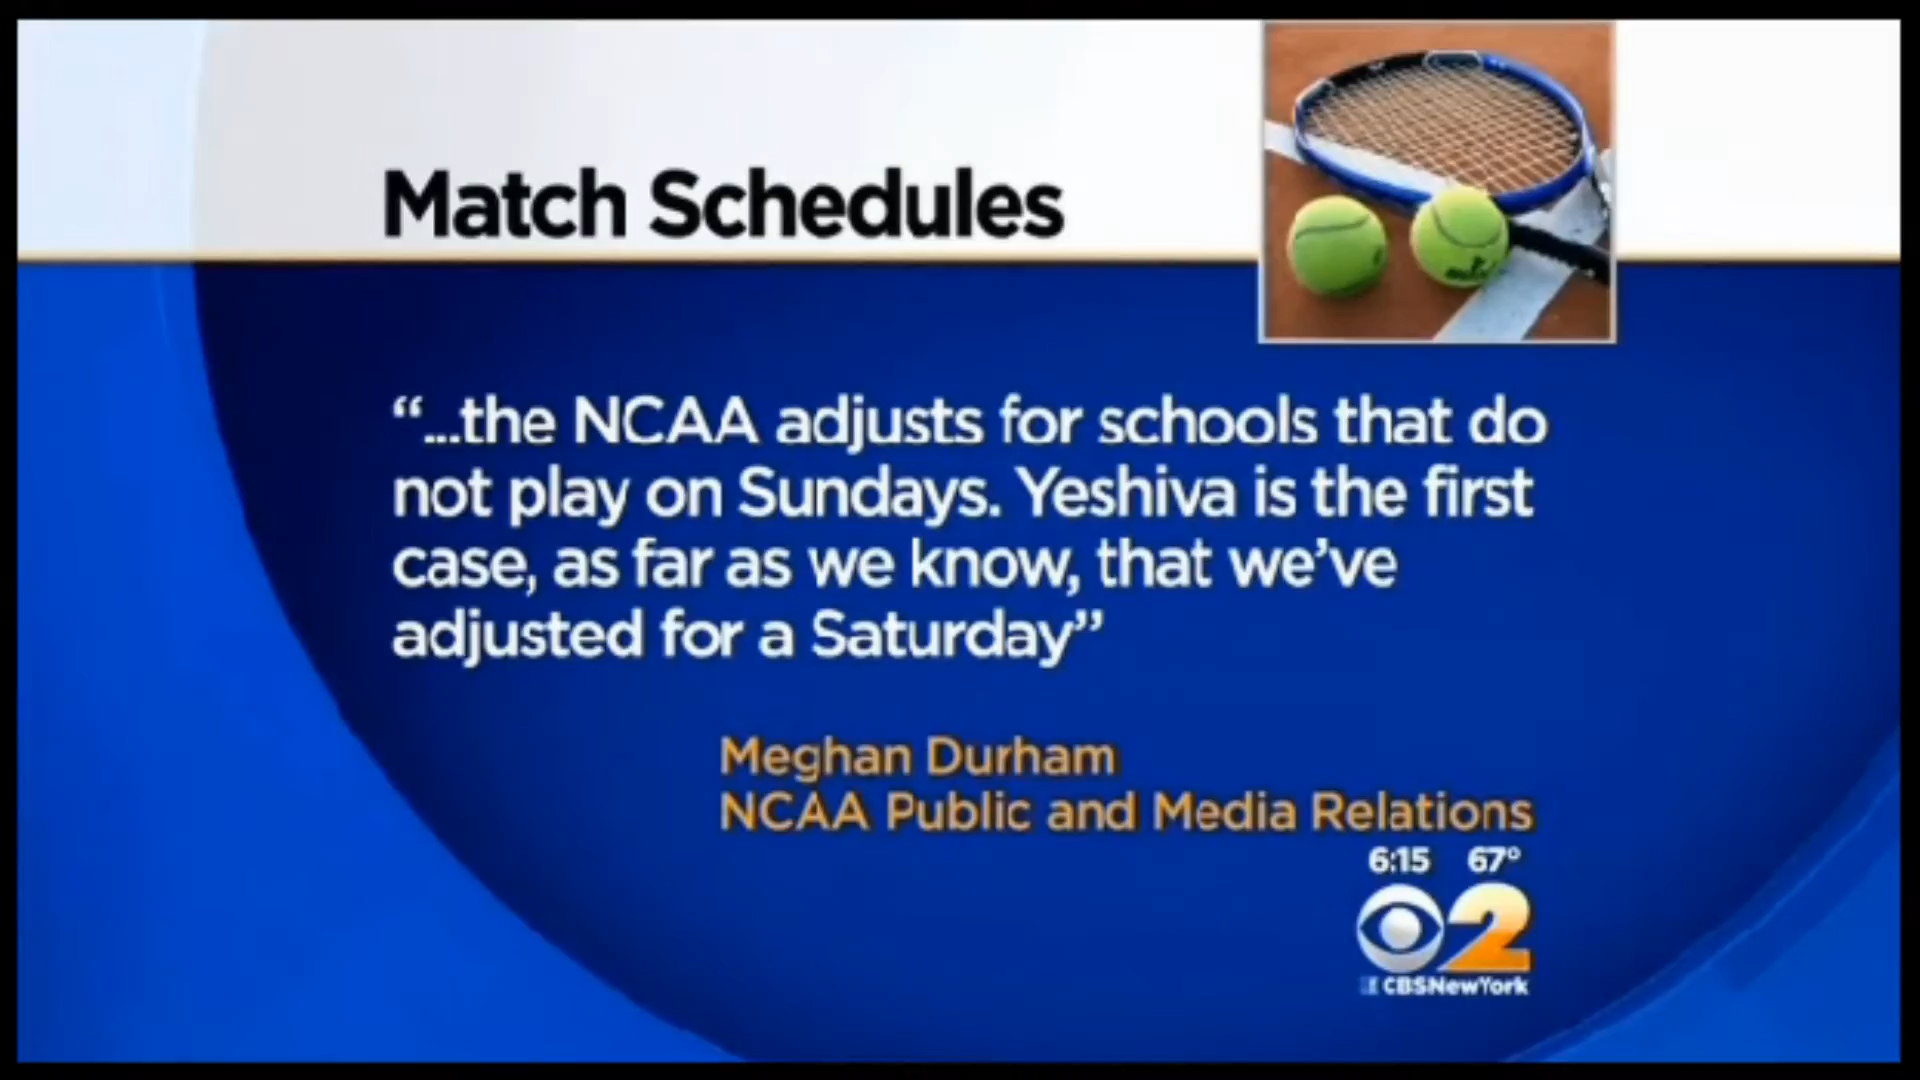 Match Schedules
“...the NCAA adjusts for schools that do
not play on Sundays. Yeshiva is the first
case, as far as we know, that we’ve
adjusted for a Saturday”
Meghan Durham
NCAA Public and Media Relations
6:15 67°
2
CBSNewYork